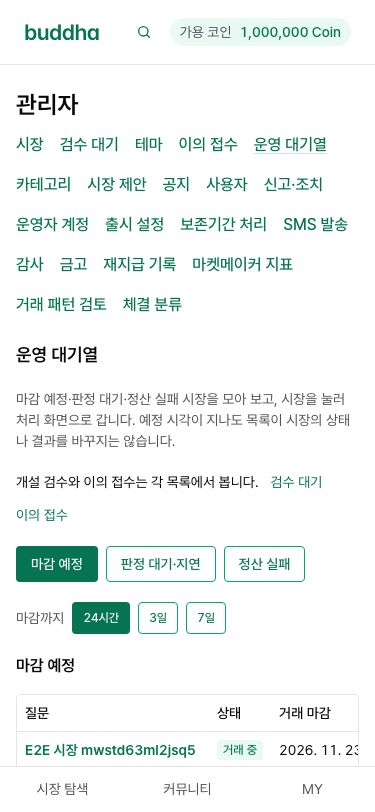 buddha 가용 코인 1,000,000 Coin
관리자
시장 검수 대기 테마 이의 접수 운영 대기열
카테고리 시장 제안 공지 사용자 신고·조치
운영자 계정 출시 설정 보존기간 처리 SMS 발송
감사 금고 재지급 기록 마켓메이커 지표
거래 패턴 검토 체결 분류
운영 대기열
마감 예정·판정 대기·정산 실패 시장을 모아 보고, 시장을 눌러
처리 화면으로 갑니다. 예정 시각이 지나도 목록이 시장의 상태
나 결과를 바꾸지는 않습니다.
개설 검수와 이의 접수는 각 목록에서 봅니다. 검수 대기
이의 접수
마감 예정 판정 대기·지연 정산 실패
마감까지 24시간 3일 7일
마감 예정
질문 상태 거래 마감
E2E 시장 mwstd63ml2jsq5 거래 중 2026. 11. 23
시장 탐색 커뮤니티 MY